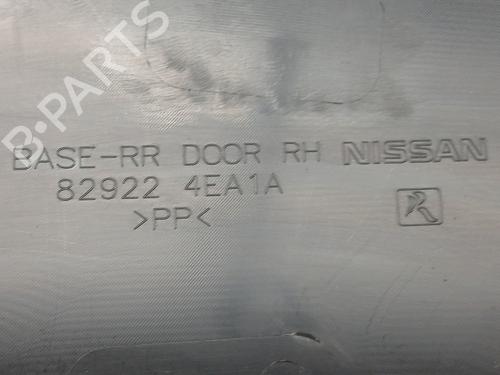 B-PARTS
BASE-RR DOOR RH NISSAN
82922 4EA1A
>PP<
R